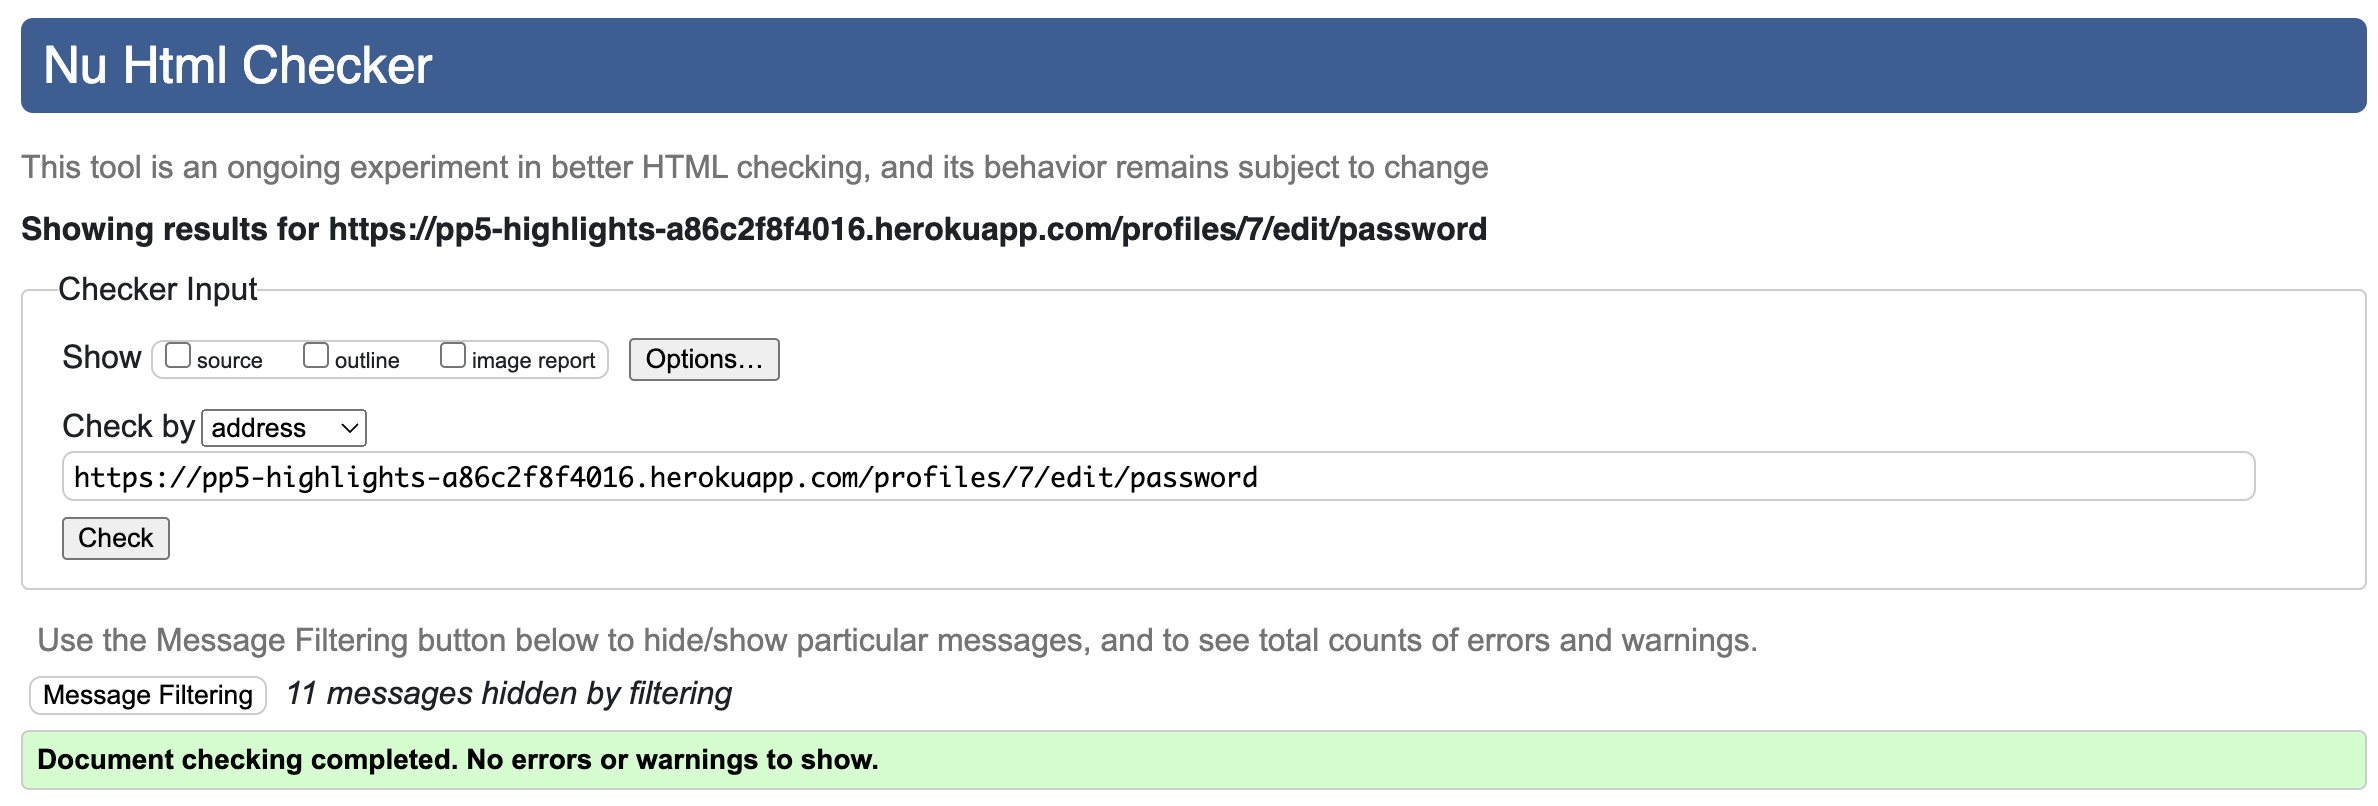 Nu Html Checker
This tool is an ongoing experiment in better HTML checking, and its behavior remains subject to change
Showing results for https://pp5-highlights-a86c2f8f4016.herokuapp.com/profiles/7/edit/password
Checker Input
Show source outline image report Options…
Check by address
https://pp5-highlights-a86c2f8f4016.herokuapp.com/profiles/7/edit/password
Check
Use the Message Filtering button below to hide/show particular messages, and to see total counts of errors and warnings.
Message Filtering 11 messages hidden by filtering
Document checking completed. No errors or warnings to show.